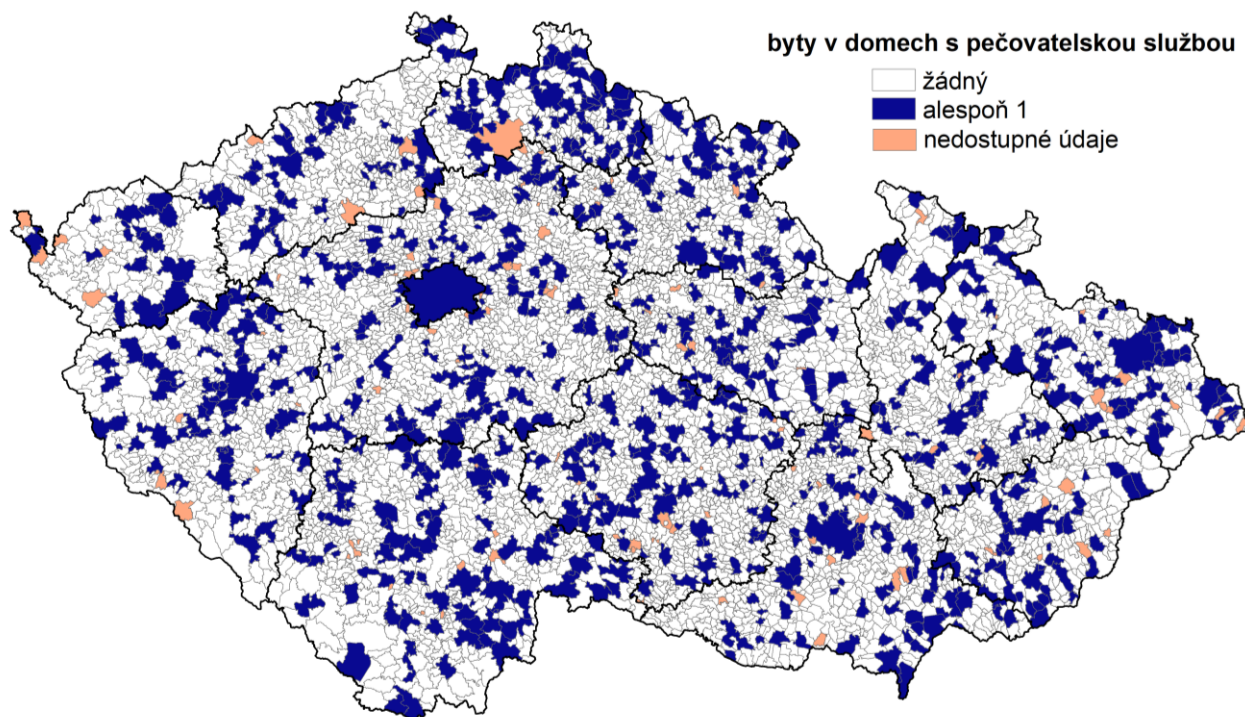 byty v domech s pečovatelskou službou
žádný
alespoň 1
nedostupné údaje